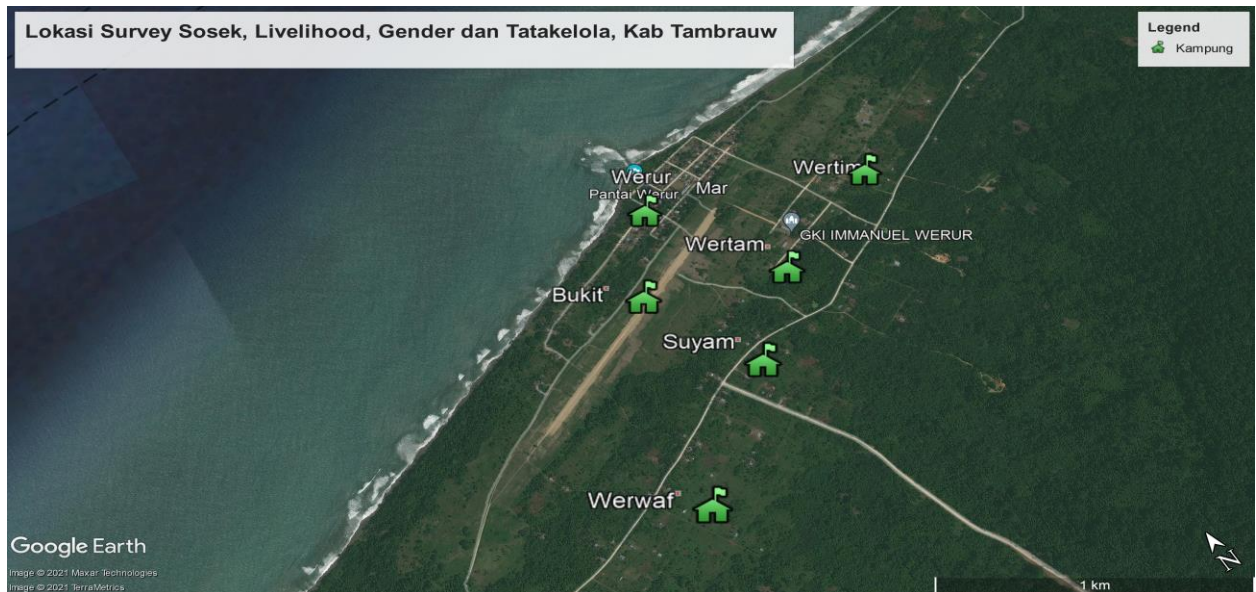 Lokasi Survey Sosek, Livelihood, Gender dan Tatakelola, Kab Tambrauw
Legend
Kampung
Wertim
Werur
Pantai Werur
Mar
GKI IMMANUEL WERUR
Wertam
Bukit
Suyam
Werwaf
Google Earth
Image © 2021 Maxar Technologies
Image © 2021 TerraMetrics
1 km
N